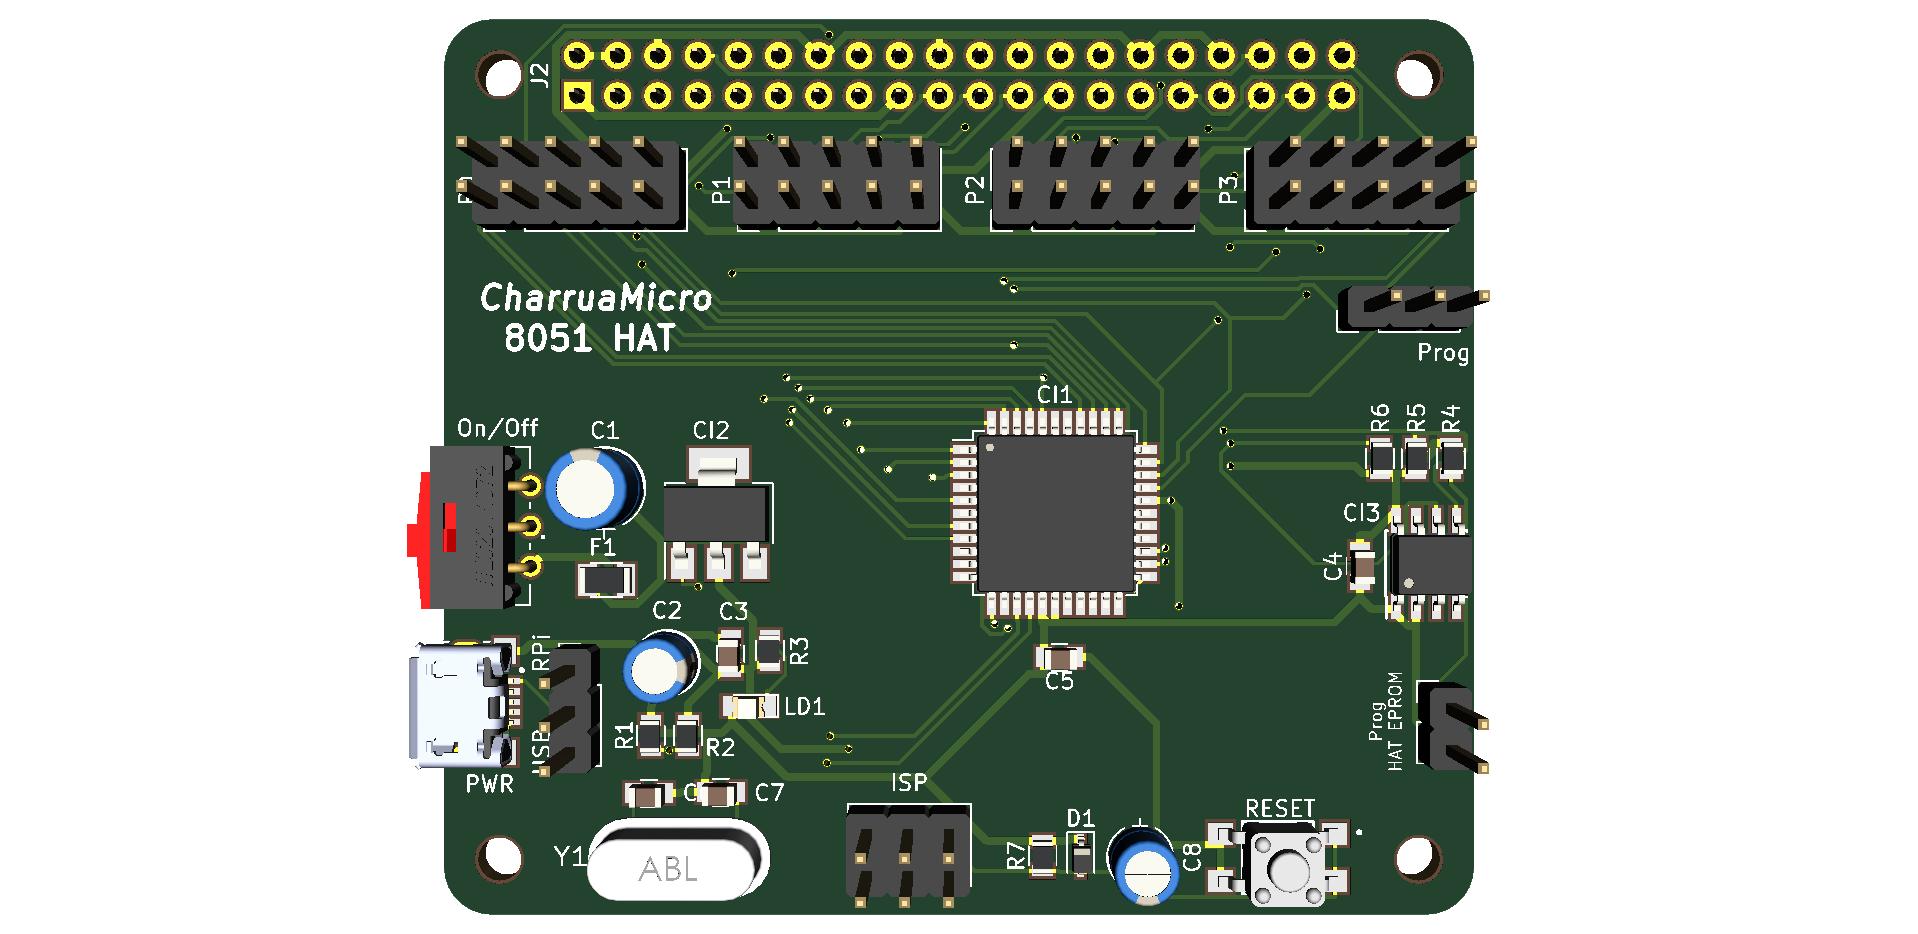 J2
P1
P2
P3
CharruaMicro
8051 HAT
Prog
CI1
On/Off
C1
CI2
R6
R5
R4
F1
CI3
C4
C2
C3
RPi
R3
C5
LD1
R1
R2
Prog
HAT EPROM
PWR
C7
ISP
RESET
D1
Y1
ABL
R7
C8